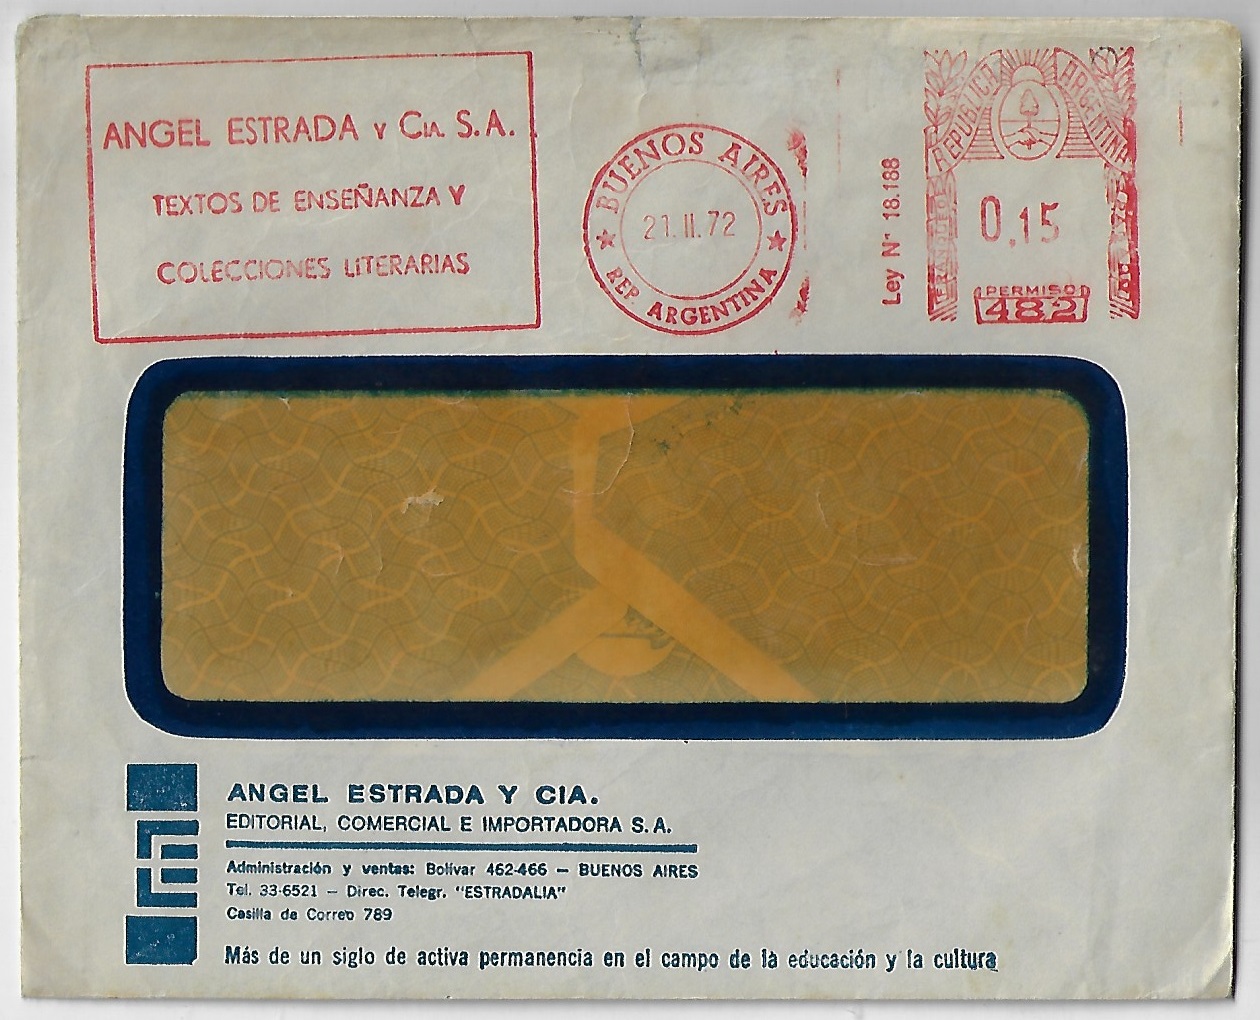 ANGEL ESTRADA Y CIA. S.A.
TEXTOS DE ENSEÑANZA Y
COLECCIONES LITERARIAS
BUENOS AIRES
21.II.72
REP. ARGENTINA
Ley Nº 18.188
REPUBLICA ARGENTINA
FRANQUEO
PAGADO
0,15
PERMISO
482
ANGEL ESTRADA Y CIA.
EDITORIAL, COMERCIAL E IMPORTADORA S.A.
Administración y ventas: Bolívar 462-466 — BUENOS AIRES
Tel. 33-6521 — Direc. Telegr. "ESTRADALIA"
Casilla de Correo 789
Más de un siglo de activa permanencia en el campo de la educación y la cultura